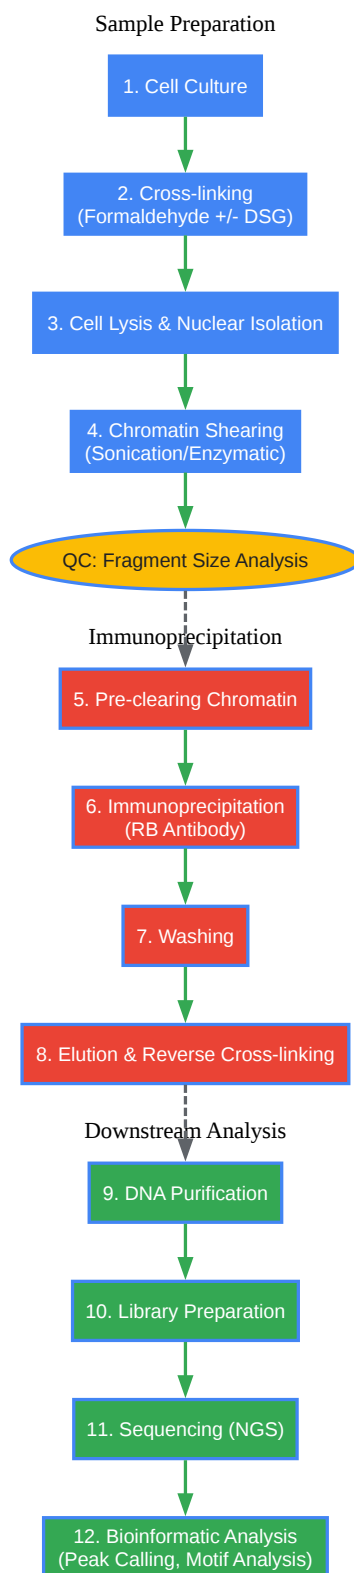 Sample Preparation
1. Cell Culture
2. Cross-linking
(Formaldehyde +/- DSG)
3. Cell Lysis & Nuclear Isolation
4. Chromatin Shearing
(Sonication/Enzymatic)
QC: Fragment Size Analysis
Immunoprecipitation
5. Pre-clearing Chromatin
6. Immunoprecipitation
(RB Antibody)
7. Washing
8. Elution & Reverse Cross-linking
Downstream Analysis
9. DNA Purification
10. Library Preparation
11. Sequencing (NGS)
12. Bioinformatic Analysis
(Peak Calling, Motif Analysis)